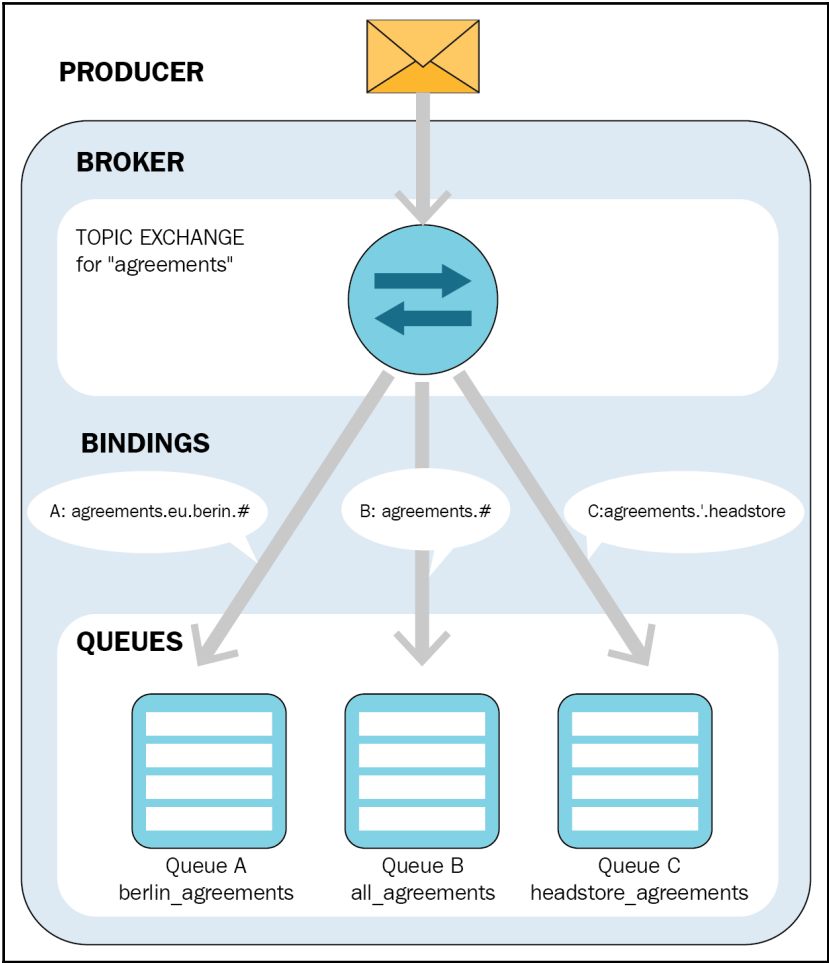 PRODUCER
BROKER
TOPIC EXCHANGE
for "agreements"
BINDINGS
A: agreements.eu.berin.#
B: agreements.#
C:agreements.'.headstore
QUEUES
Queue A
berlin_agreements
Queue B
all_agreements
Queue C
headstore_agreements